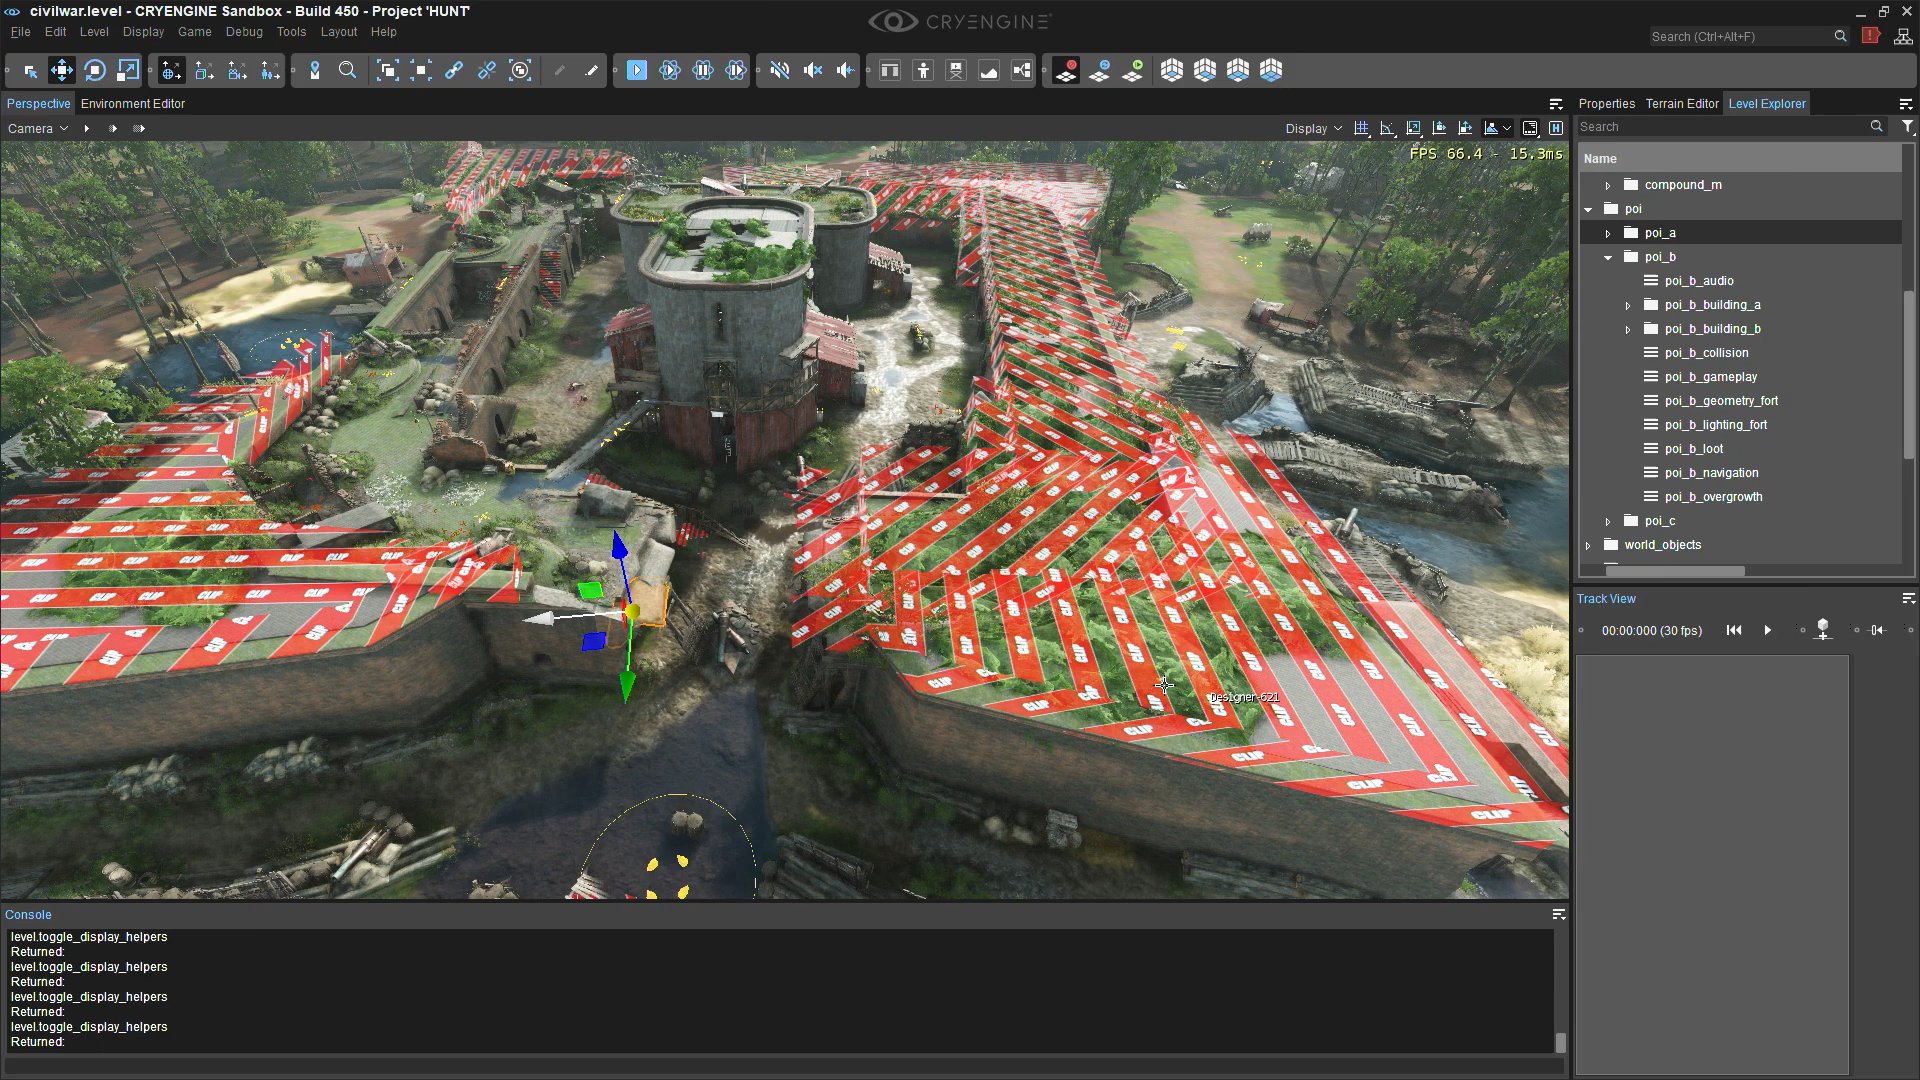 civilwar.level - CRYENGINE Sandbox - Build 450 - Project 'HUNT'
CRYENGINE
File Edit Level Display Game Debug Tools Layout Help
Search (Ctrl+Alt+F)
Perspective Environment Editor
Properties Terrain Editor Level Explorer
Camera
Display
H
Search
FPS 66.4 - 15.3ms
Name
compound_m
poi
poi_a
poi_b
poi_b_audio
poi_b_building_a
poi_b_building_b
poi_b_collision
poi_b_gameplay
poi_b_geometry_fort
poi_b_lighting_fort
poi_b_loot
poi_b_navigation
poi_b_overgrowth
poi_c
world_objects
CLIP
Designer-621
Track View
00:00:000 (30 fps)
Console
level.toggle_display_helpers
Returned:
level.toggle_display_helpers
Returned:
level.toggle_display_helpers
Returned:
level.toggle_display_helpers
Returned: